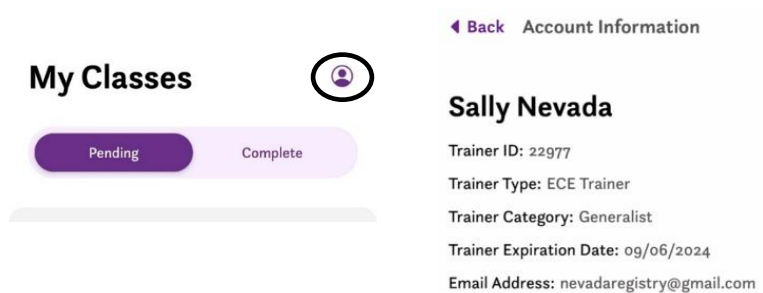 My Classes
Pending Complete
Back Account Information
Sally Nevada
Trainer ID: 22977
Trainer Type: ECE Trainer
Trainer Category: Generalist
Trainer Expiration Date: 09/06/2024
Email Address: nevadaregistry@gmail.com